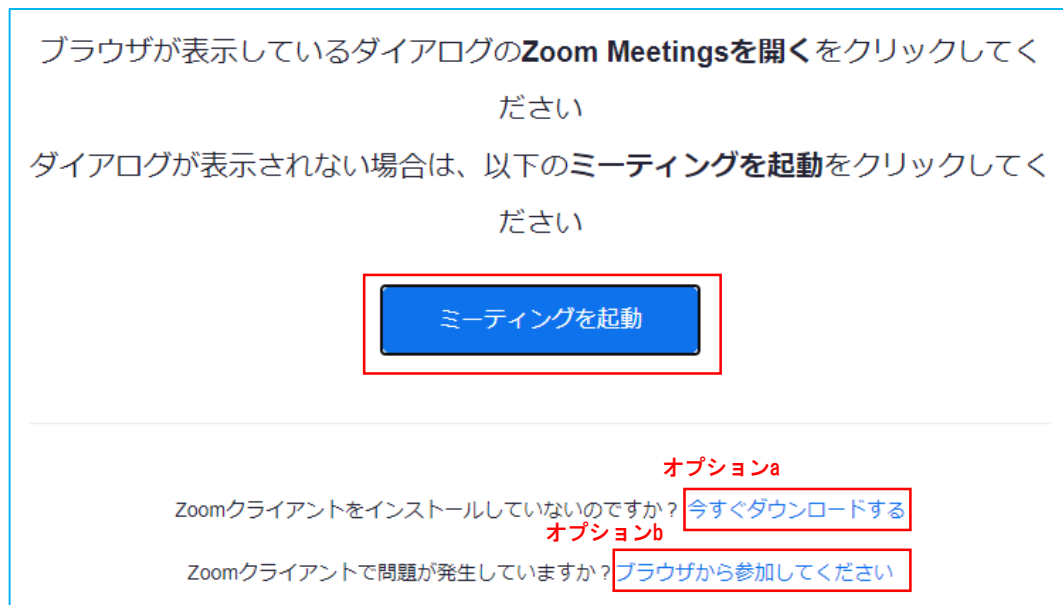 ブラウザが表示しているダイアログのZoom Meetingsを開くをクリックしてく
ださい
ダイアログが表示されない場合は、以下のミーティングを起動をクリックしてく
ださい
ミーティングを起動
オプションa
Zoomクライアントをインストールしていないのですか？今すぐダウンロードする
オプションb
Zoomクライアントで問題が発生していますか？ブラウザから参加してください